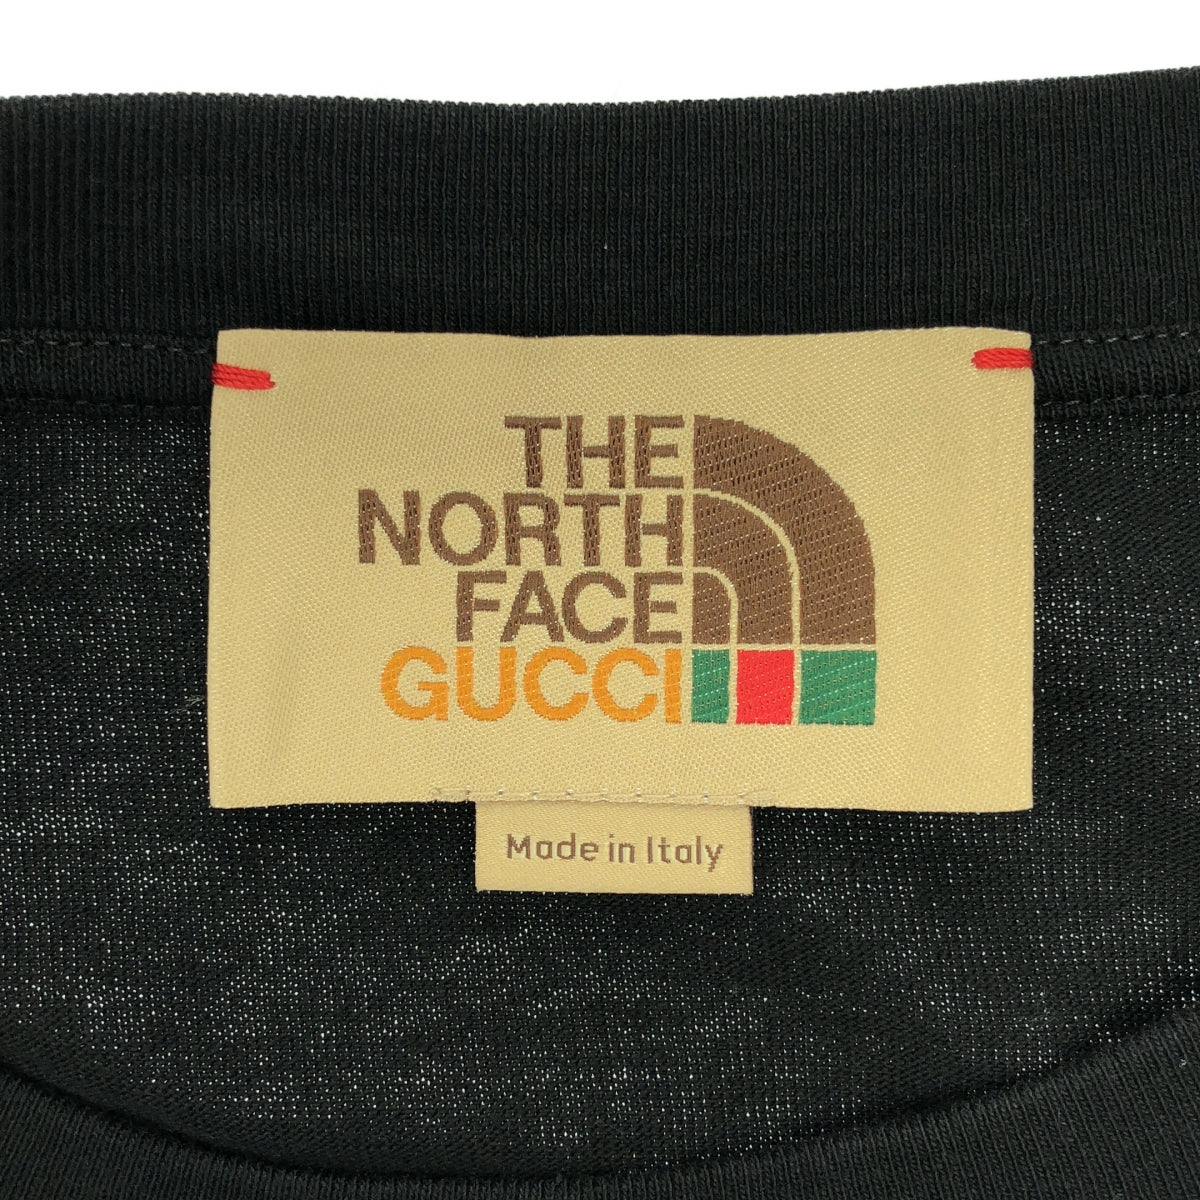 THE
NORTH
FACE
GUCCI
Made in Italy